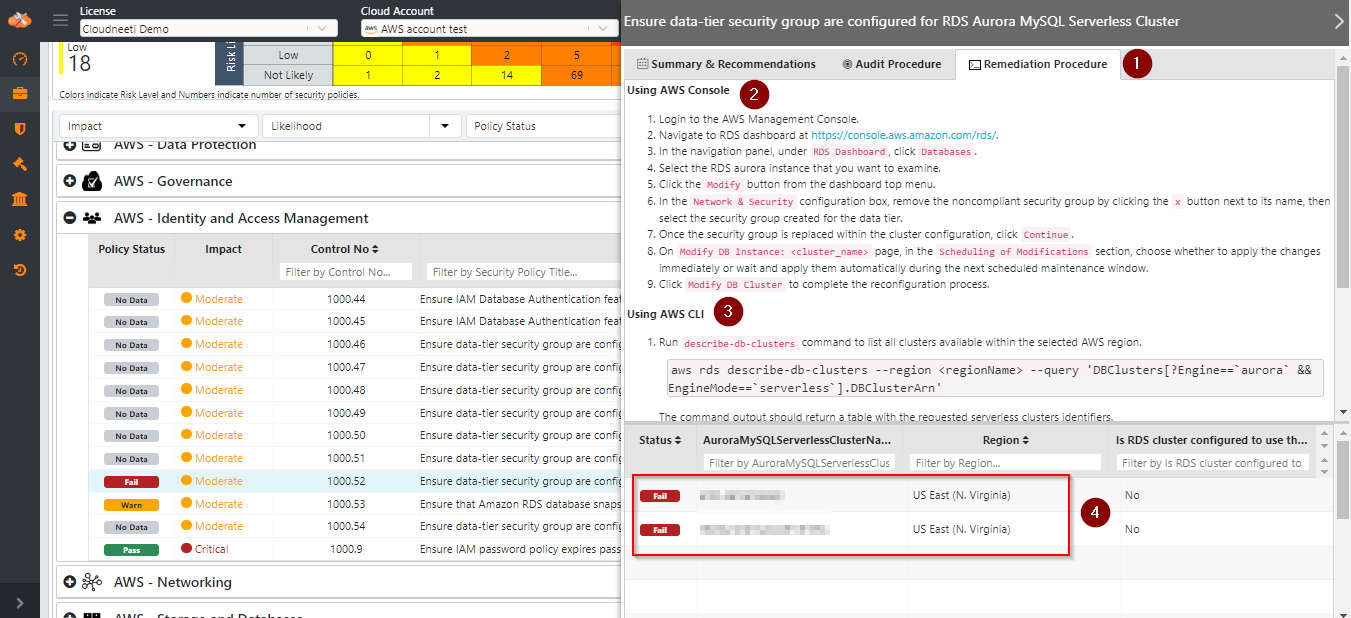 License
Cloudneeti Demo
Cloud Account
aws AWS account test
Low
18
Risk Li
Low 0 1 2 5
Not Likely 1 2 14 69
Colors indicate Risk Level and Numbers indicate number of security policies.
Impact Likelihood Policy Status
AWS - Data Protection
AWS - Governance
AWS - Identity and Access Management
Policy Status Impact Control No
Filter by Control No... Filter by Security Policy Title...
No Data Moderate 1000.44 Ensure IAM Database Authentication feat
No Data Moderate 1000.45 Ensure IAM Database Authentication feat
No Data Moderate 1000.46 Ensure data-tier security group are config
No Data Moderate 1000.47 Ensure data-tier security group are config
No Data Moderate 1000.48 Ensure data-tier security group are config
No Data Moderate 1000.49 Ensure data-tier security group are config
No Data Moderate 1000.50 Ensure data-tier security group are config
No Data Moderate 1000.51 Ensure data-tier security group are config
Fail Moderate 1000.52 Ensure data-tier security group are config
Warn Moderate 1000.53 Ensure that Amazon RDS database snaps
No Data Moderate 1000.54 Ensure data-tier security group are config
Pass Critical 1000.9 Ensure IAM password policy expires pass
AWS - Networking
AWS - Storage and Databases
Ensure data-tier security group are configured for RDS Aurora MySQL Serverless Cluster
Summary & Recommendations Audit Procedure Remediation Procedure 1
Using AWS Console 2
1. Login to the AWS Management Console.
2. Navigate to RDS dashboard at https://console.aws.amazon.com/rds/.
3. In the navigation panel, under RDS Dashboard, click Databases.
4. Select the RDS aurora instance that you want to examine.
5. Click the Modify button from the dashboard top menu.
6. In the Network & Security configuration box, remove the noncompliant security group by clicking the x button next to its name, then
select the security group created for the data tier.
7. Once the security group is replaced within the cluster configuration, click Continue.
8. On Modify DB Instance: <cluster_name> page, in the Scheduling of Modifications section, choose whether to apply the changes
immediately or wait and apply them automatically during the next scheduled maintenance window.
9. Click Modify DB Cluster to complete the reconfiguration process.
Using AWS CLI 3
1. Run describe-db-clusters command to list all clusters available within the selected AWS region.
aws rds describe-db-clusters --region <regionName> --query 'DBClusters[?Engine==`aurora` &&
EngineMode==`serverless`].DBClusterArn'
The command output should return a table with the requested serverless clusters identifiers.
Status AuroraMySQLServerlessClusterNa... Region Is RDS cluster configured to use th...
Filter by AuroraMySQLServerlessClus Filter by Region... Filter by Is RDS cluster configured to
Fail US East (N. Virginia) No
4
Fail US East (N. Virginia) No